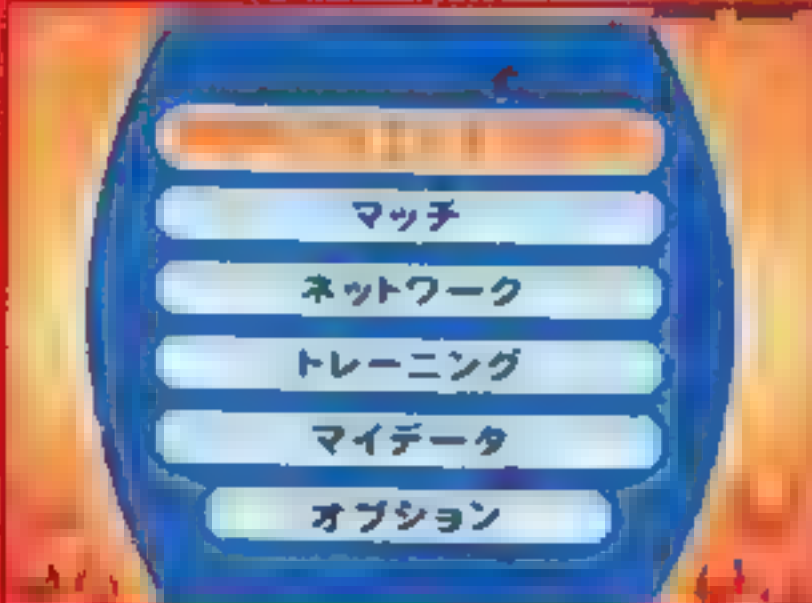 マッチ
ネットワーク
トレーニング
マイデータ
オプション